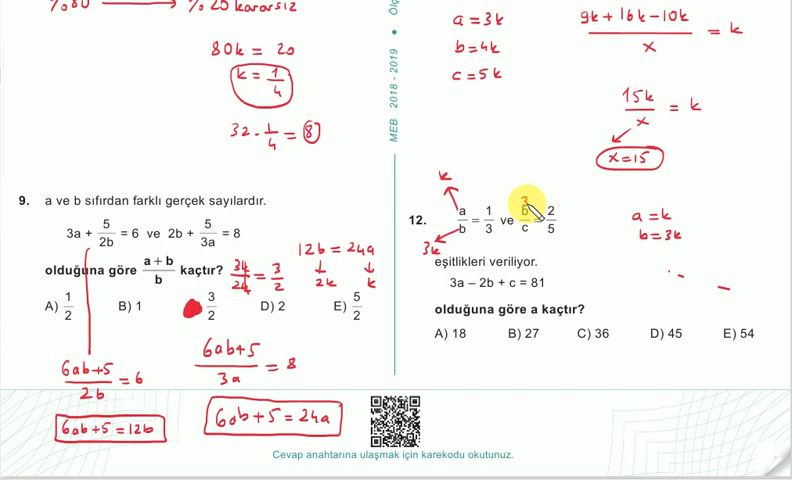 %80 → %20 kararsız
80k = 20
k = 1/4
32 · 1/4 = 8
MEB 2018 - 2019 • Ölç
a = 3k
b = 4k
c = 5k
9k + 16k - 10k / x = k
15k / x = k
x = 15
9. a ve b sıfırdan farklı gerçek sayılardır.
3a + 5/2b = 6 ve 2b + 5/3a = 8
olduğuna göre a + b / b kaçtır?
12b = 24a
2k k
3k/2k = 3/2
A) 1/2 B) 1 3/2 D) 2 E) 5/2
6ab+5 / 2b = 6
6ab+5 = 12b
6ab+5 / 3a = 8
6ab+5 = 24a
k
12. a/b = 1/3 ve b/c = 2/5
3k
3
a = k
b = 3k
eşitlikleri veriliyor.
3a – 2b + c = 81
olduğuna göre a kaçtır?
A) 18 B) 27 C) 36 D) 45 E) 54
Cevap anahtarına ulaşmak için karekodu okutunuz.